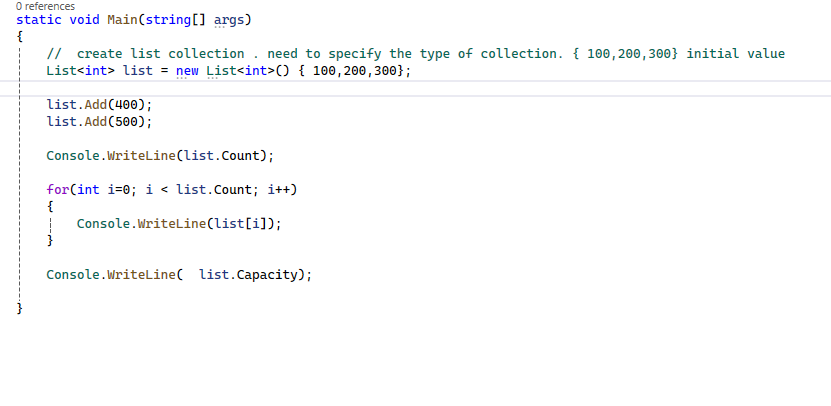 0 references
static void Main(string[] args)
{
//  create list collection . need to specify the type of collection. { 100,200,300} initial value
List<int> list = new List<int>() { 100,200,300};
list.Add(400);
list.Add(500);
Console.WriteLine(list.Count);
for(int i=0; i < list.Count; i++)
{
Console.WriteLine(list[i]);
}
Console.WriteLine(  list.Capacity);
}